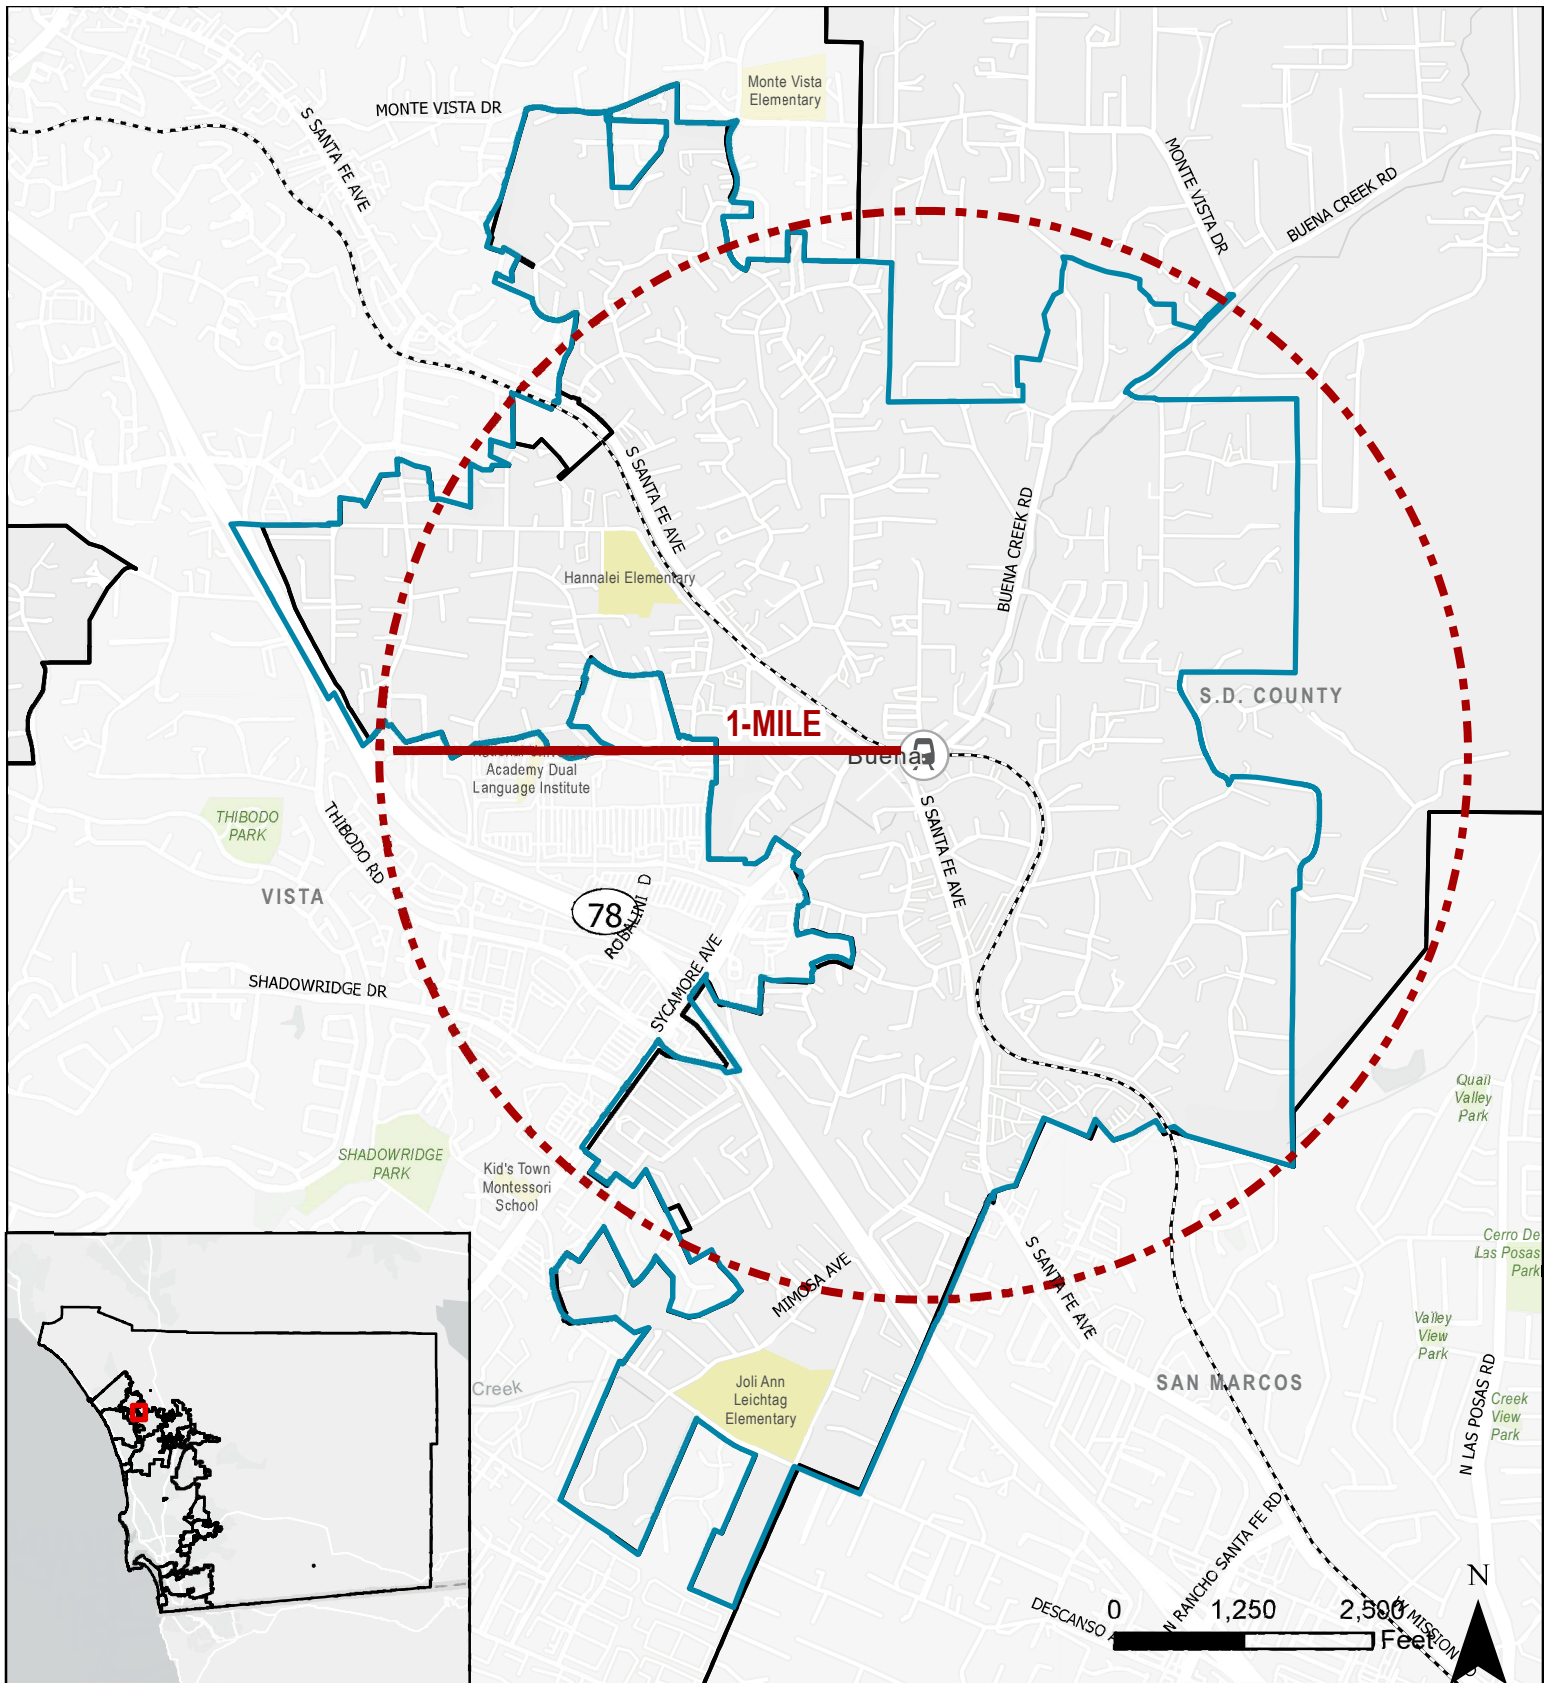 Monte Vista
Elementary
MONTE VISTA DR
S SANTA FE AVE
MONTE VISTA DR
BUENA CREEK RD
S SANTA FE AVE
BUENA CREEK RD
Hannalei Elementary
S.D. COUNTY
1-MILE
Buena
Academy Dual
Language Institute
THIBODO
PARK
THIBODO RD
S SANTA FE AVE
VISTA
78
ROBALINI D
SYCAMORE AVE
SHADOWRIDGE DR
Quail
Valley
Park
SHADOWRIDGE
PARK
Kid's Town
Montessori
School
Cerro De
Las Posas
Park
MIMOSA AVE
S SANTA FE AVE
Valley
View
Park
Creek
Joli Ann
Leichtag
Elementary
SAN MARCOS
N LAS POSAS RD
Creek
View
Park
N RANCHO SANTA FE RD
DESCANSO
W MISSION
N
0 1,250 2,500
Feet